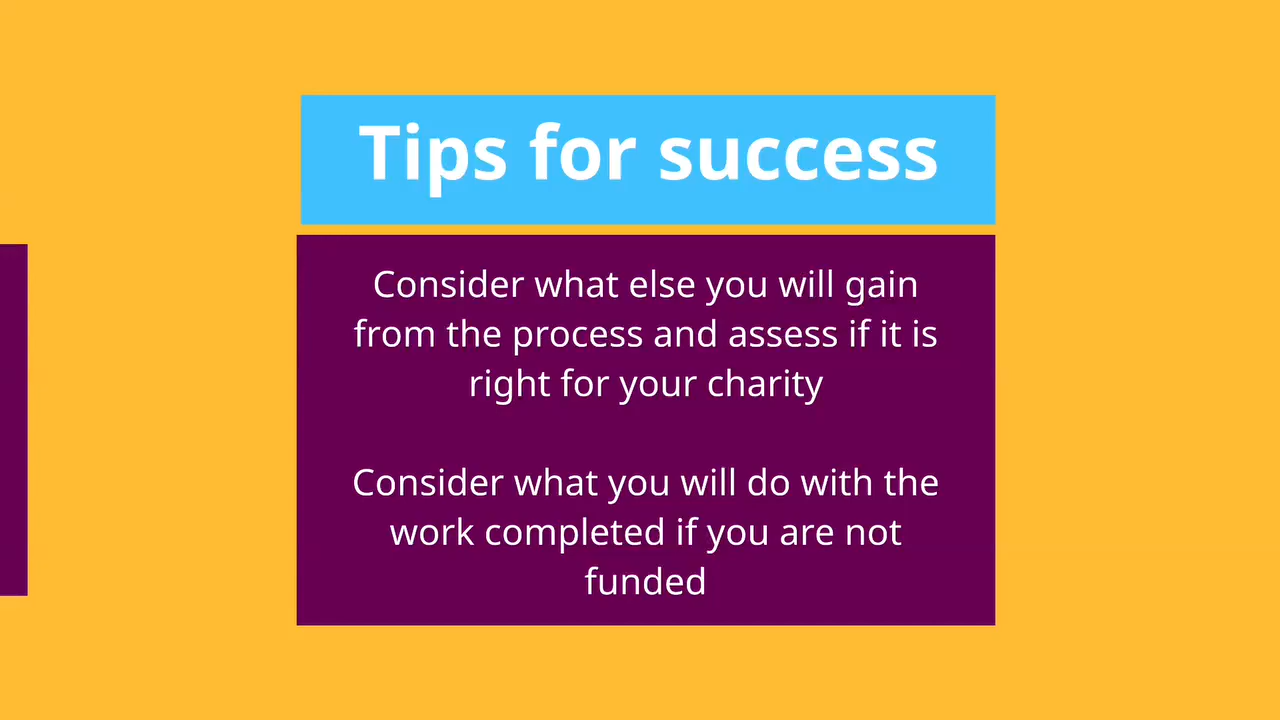 Tips for success
Consider what else you will gain
from the process and assess if it is
right for your charity
Consider what you will do with the
work completed if you are not
funded